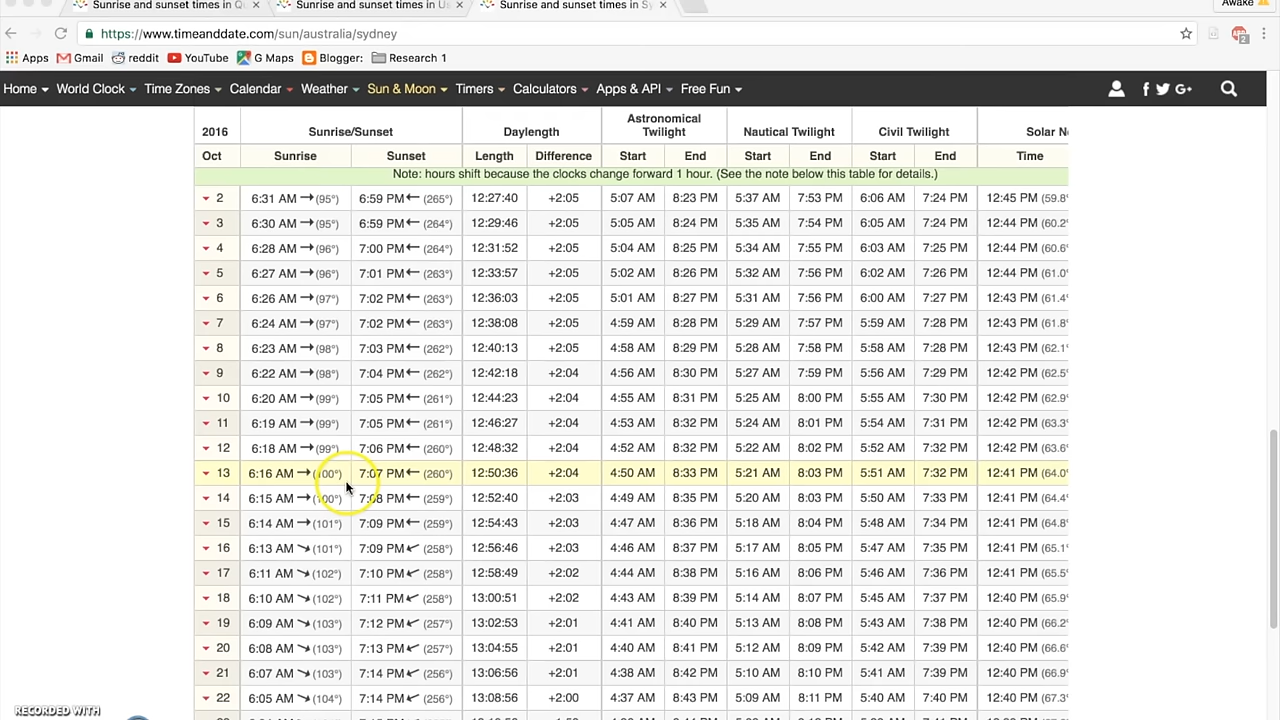 Sunrise and sunset times in Q
Sunrise and sunset times in Us
Sunrise and sunset times in Sy
Awake
https://www.timeanddate.com/sun/australia/sydney
Apps Gmail reddit YouTube G Maps Blogger: Research 1
2
Home World Clock Time Zones Calendar Weather Sun & Moon Timers Calculators Apps & API Free Fun
2016 Sunrise/Sunset Daylength Astronomical Twilight Nautical Twilight Civil Twilight Solar No
Oct Sunrise Sunset Length Difference Start End Start End Start End Time
Note: hours shift because the clocks change forward 1 hour. (See the note below this table for details.)
2 6:31 AM → (95°) 6:59 PM ← (265°) 12:27:40 +2:05 5:07 AM 8:23 PM 5:37 AM 7:53 PM 6:06 AM 7:24 PM 12:45 PM (59.8°
3 6:30 AM → (95°) 6:59 PM ← (264°) 12:29:46 +2:05 5:05 AM 8:24 PM 5:35 AM 7:54 PM 6:05 AM 7:24 PM 12:44 PM (60.2°
4 6:28 AM → (96°) 7:00 PM ← (264°) 12:31:52 +2:05 5:04 AM 8:25 PM 5:34 AM 7:55 PM 6:03 AM 7:25 PM 12:44 PM (60.6°
5 6:27 AM → (96°) 7:01 PM ← (263°) 12:33:57 +2:05 5:02 AM 8:26 PM 5:32 AM 7:56 PM 6:02 AM 7:26 PM 12:44 PM (61.0°
6 6:26 AM → (97°) 7:02 PM ← (263°) 12:36:03 +2:05 5:01 AM 8:27 PM 5:31 AM 7:56 PM 6:00 AM 7:27 PM 12:43 PM (61.4°
7 6:24 AM → (97°) 7:02 PM ← (263°) 12:38:08 +2:05 4:59 AM 8:28 PM 5:29 AM 7:57 PM 5:59 AM 7:28 PM 12:43 PM (61.8°
8 6:23 AM → (98°) 7:03 PM ← (262°) 12:40:13 +2:05 4:58 AM 8:29 PM 5:28 AM 7:58 PM 5:58 AM 7:28 PM 12:43 PM (62.1°
9 6:22 AM → (98°) 7:04 PM ← (262°) 12:42:18 +2:04 4:56 AM 8:30 PM 5:27 AM 7:59 PM 5:56 AM 7:29 PM 12:42 PM (62.5°
10 6:20 AM → (99°) 7:05 PM ← (261°) 12:44:23 +2:04 4:55 AM 8:31 PM 5:25 AM 8:00 PM 5:55 AM 7:30 PM 12:42 PM (62.9°
11 6:19 AM → (99°) 7:05 PM ← (261°) 12:46:27 +2:04 4:53 AM 8:32 PM 5:24 AM 8:01 PM 5:54 AM 7:31 PM 12:42 PM (63.3°
12 6:18 AM → (99°) 7:06 PM ← (260°) 12:48:32 +2:04 4:52 AM 8:32 PM 5:22 AM 8:02 PM 5:52 AM 7:32 PM 12:42 PM (63.6°
13 6:16 AM → (100°) 7:07 PM ← (260°) 12:50:36 +2:04 4:50 AM 8:33 PM 5:21 AM 8:03 PM 5:51 AM 7:32 PM 12:41 PM (64.0°
14 6:15 AM → (100°) 7:08 PM ← (259°) 12:52:40 +2:03 4:49 AM 8:35 PM 5:20 AM 8:03 PM 5:50 AM 7:33 PM 12:41 PM (64.4°
15 6:14 AM → (101°) 7:09 PM ← (259°) 12:54:43 +2:03 4:47 AM 8:36 PM 5:18 AM 8:04 PM 5:48 AM 7:34 PM 12:41 PM (64.8°
16 6:13 AM ↘ (101°) 7:09 PM ↙ (258°) 12:56:46 +2:03 4:46 AM 8:37 PM 5:17 AM 8:05 PM 5:47 AM 7:35 PM 12:41 PM (65.1°
17 6:11 AM ↘ (102°) 7:10 PM ↙ (258°) 12:58:49 +2:02 4:44 AM 8:38 PM 5:16 AM 8:06 PM 5:46 AM 7:36 PM 12:41 PM (65.5°
18 6:10 AM ↘ (102°) 7:11 PM ↙ (258°) 13:00:51 +2:02 4:43 AM 8:39 PM 5:14 AM 8:07 PM 5:45 AM 7:37 PM 12:40 PM (65.9°
19 6:09 AM ↘ (103°) 7:12 PM ↙ (257°) 13:02:53 +2:01 4:41 AM 8:40 PM 5:13 AM 8:08 PM 5:43 AM 7:38 PM 12:40 PM (66.2°
20 6:08 AM ↘ (103°) 7:13 PM ↙ (257°) 13:04:55 +2:01 4:40 AM 8:41 PM 5:12 AM 8:09 PM 5:42 AM 7:39 PM 12:40 PM (66.6°
21 6:07 AM ↘ (103°) 7:14 PM ↙ (256°) 13:06:56 +2:01 4:38 AM 8:42 PM 5:10 AM 8:10 PM 5:41 AM 7:39 PM 12:40 PM (66.9°
22 6:05 AM ↘ (104°) 7:14 PM ↙ (256°) 13:08:56 +2:00 4:37 AM 8:43 PM 5:09 AM 8:11 PM 5:40 AM 7:40 PM 12:40 PM (67.3°
RECORDED WITH